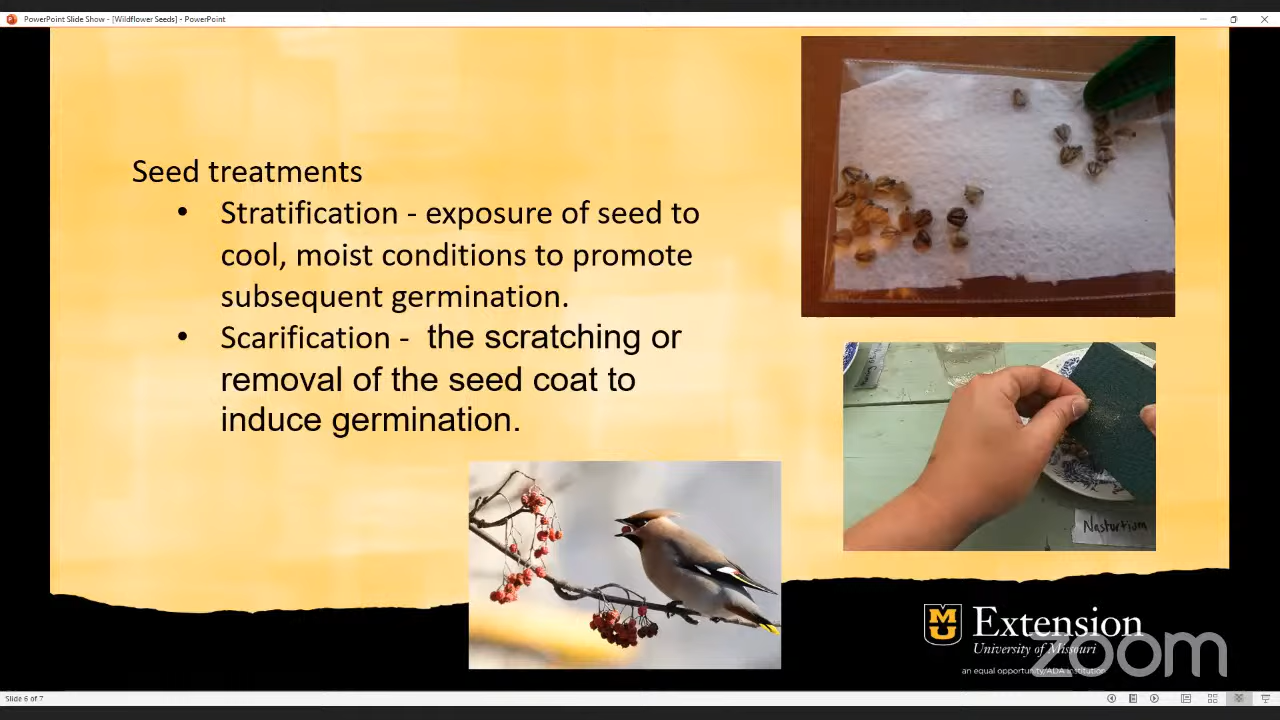 PowerPoint Slide Show - [Wildflower Seeds] - PowerPoint
Seed treatments
• Stratification - exposure of seed to
cool, moist conditions to promote
subsequent germination.
• Scarification - the scratching or
removal of the seed coat to
induce germination.
Nasturtium
MU
Extension
University of Missouri
an equal opportunity/ADA institution
zoom
Slide 6 of 7